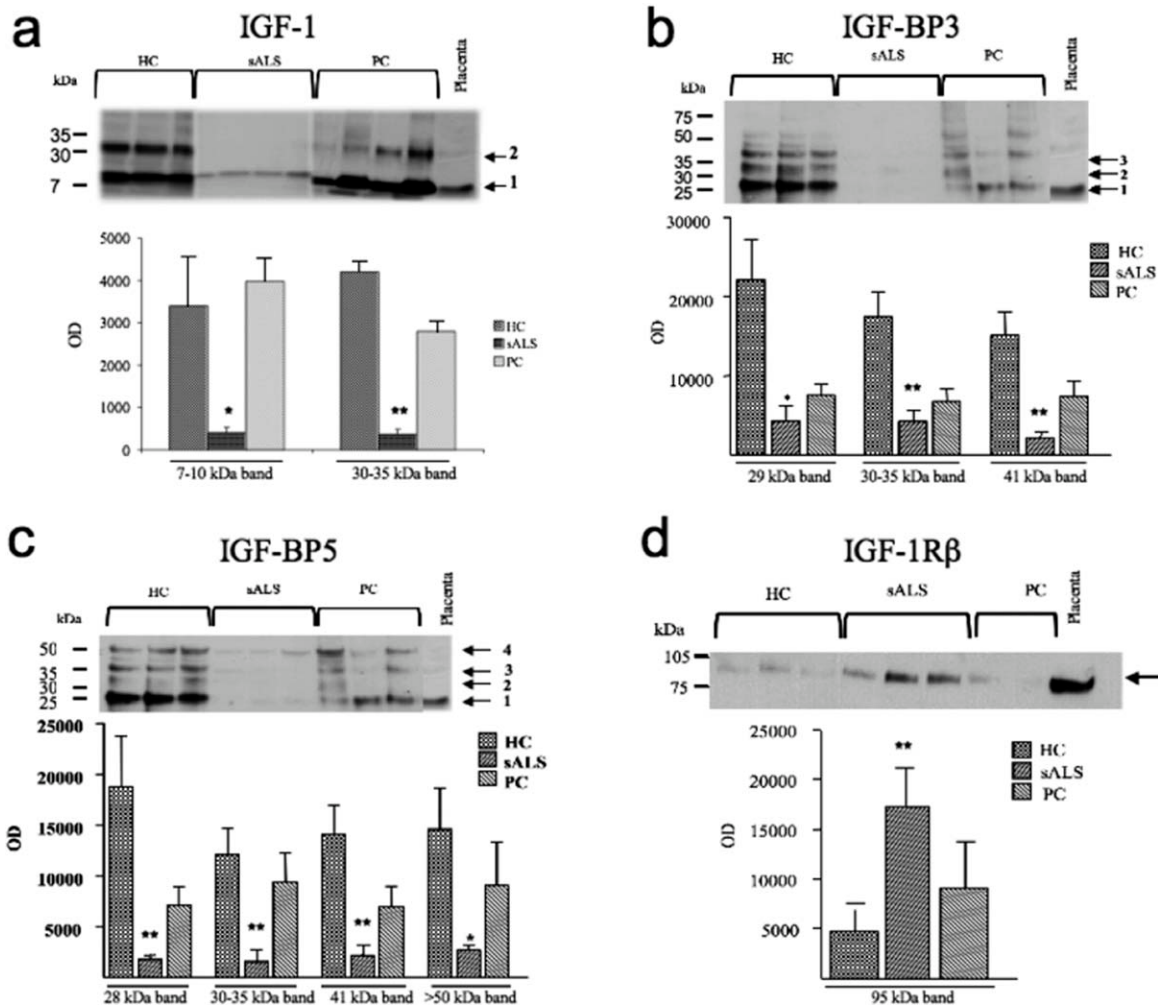 a
IGF-1
HC
sALS
PC
Placenta
kDa
35
30
7
2
1
5000
4000
3000
2000
1000
0
OD
*
**
HC
sALS
PC
7-10 kDa band
30-35 kDa band
b
IGF-BP3
HC
sALS
PC
Placenta
kDa
75
50
35
30
25
3
2
1
30000
20000
10000
OD
*
**
**
HC
sALS
PC
29 kDa band
30-35 kDa band
41 kDa band
c
IGF-BP5
HC
sALS
PC
Placenta
kDa
50
35
30
25
4
3
2
1
25000
20000
15000
10000
5000
OD
**
**
**
*
HC
sALS
PC
28 kDa band
30-35 kDa band
41 kDa band
>50 kDa band
d
IGF-1Rβ
HC
sALS
PC
Placenta
kDa
105
75
25000
20000
15000
10000
5000
OD
**
HC
sALS
PC
95 kDa band